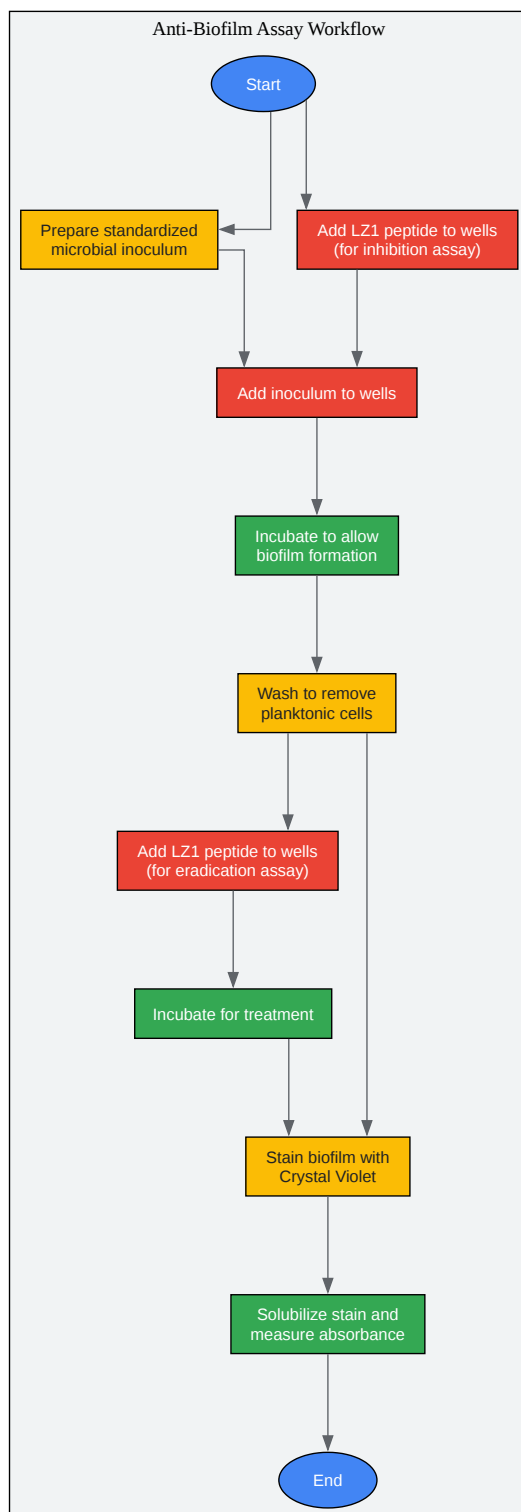 Anti-Biofilm Assay Workflow
Start
Prepare standardized
microbial inoculum
Add LZ1 peptide to wells
(for inhibition assay)
Add inoculum to wells
Incubate to allow
biofilm formation
Wash to remove
planktonic cells
Add LZ1 peptide to wells
(for eradication assay)
Incubate for treatment
Stain biofilm with
Crystal Violet
Solubilize stain and
measure absorbance
End